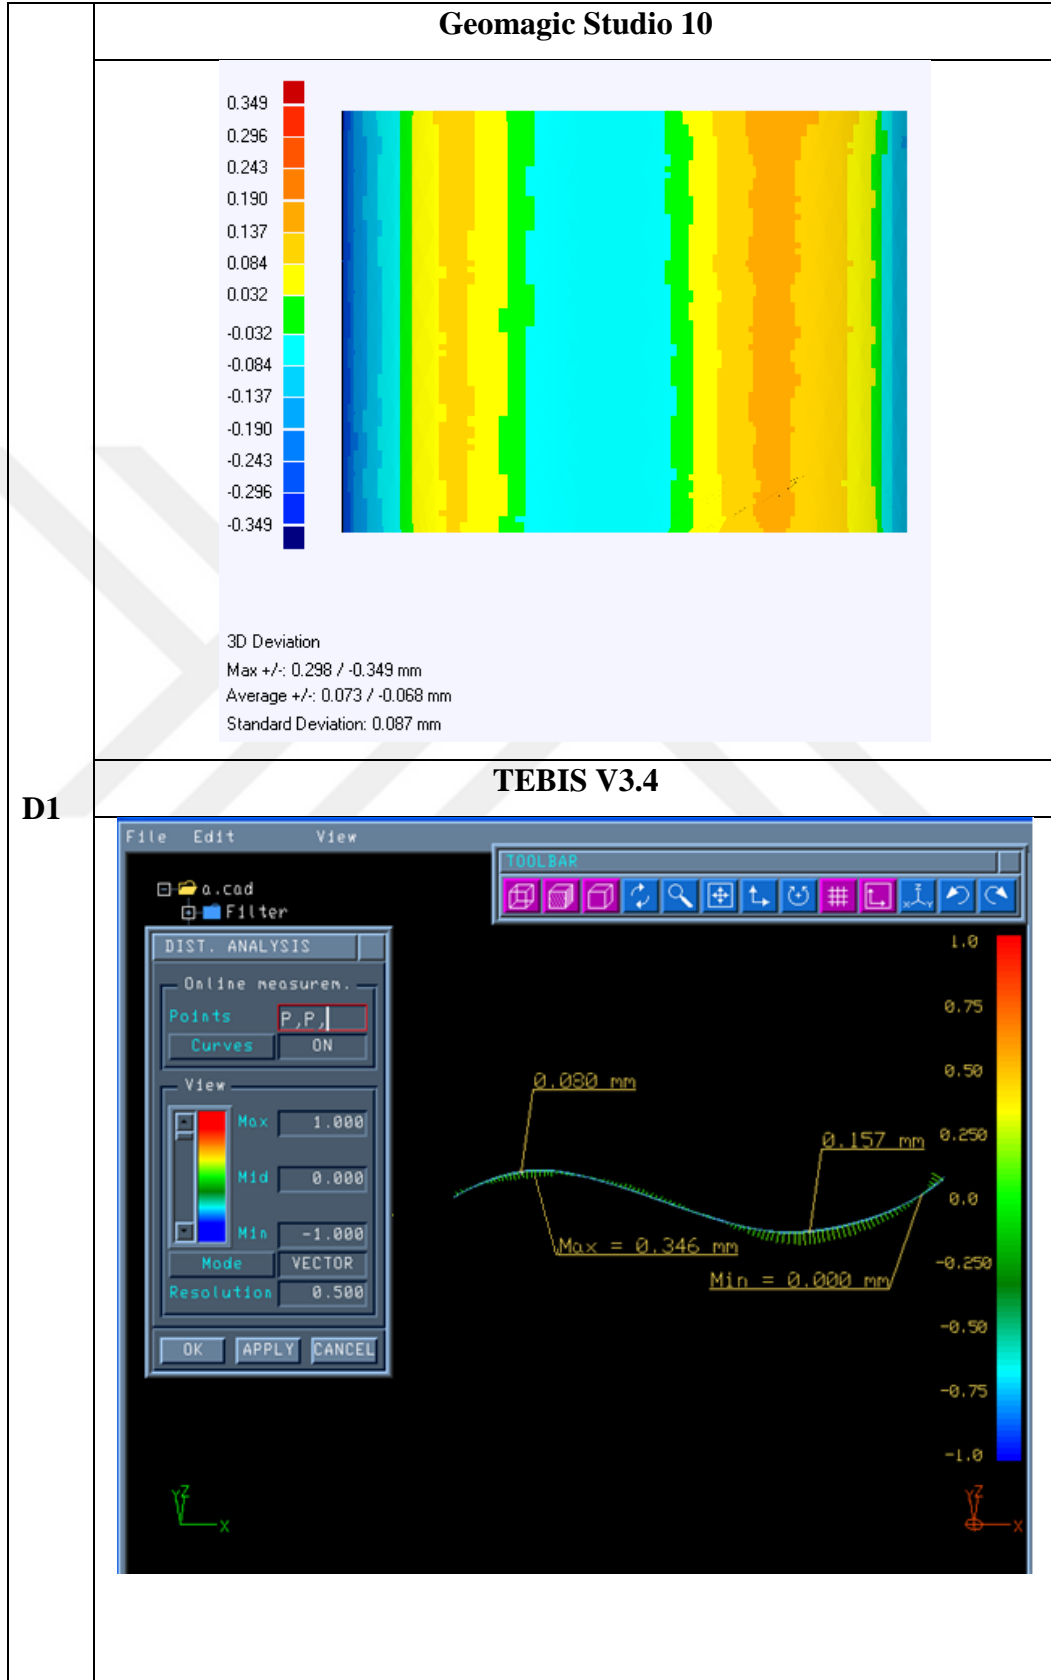 Geomagic Studio 10
0.349
0.296
0.243
0.190
0.137
0.084
0.032
-0.032
-0.084
-0.137
-0.190
-0.243
-0.296
-0.349
3D Deviation
Max +/-: 0.298 / -0.349 mm
Average +/-: 0.073 / -0.068 mm
Standard Deviation: 0.087 mm
D1
TEBIS V3.4
File Edit View
TOOLBAR
a.cad
Filter
DIST. ANALYSIS
Online measurem.
Points P,P,
Curves ON
View
Max 1.000
Mid 0.000
Min -1.000
Mode VECTOR
Resolution 0.500
OK APPLY CANCEL
0.080 mm
0.157 mm
Max = 0.346 mm
Min = 0.000 mm
1.0
0.75
0.50
0.250
0.0
-0.250
-0.50
-0.75
-1.0
YZ
X
YZ
X